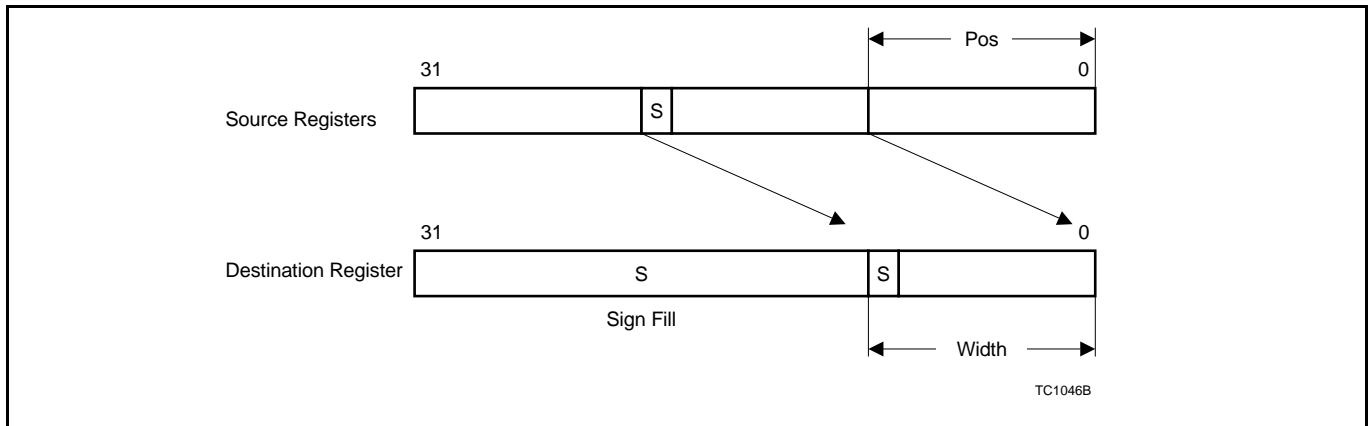 Pos
31 0
Source Registers S
31 0
Destination Register S S
Sign Fill
Width
TC1046B